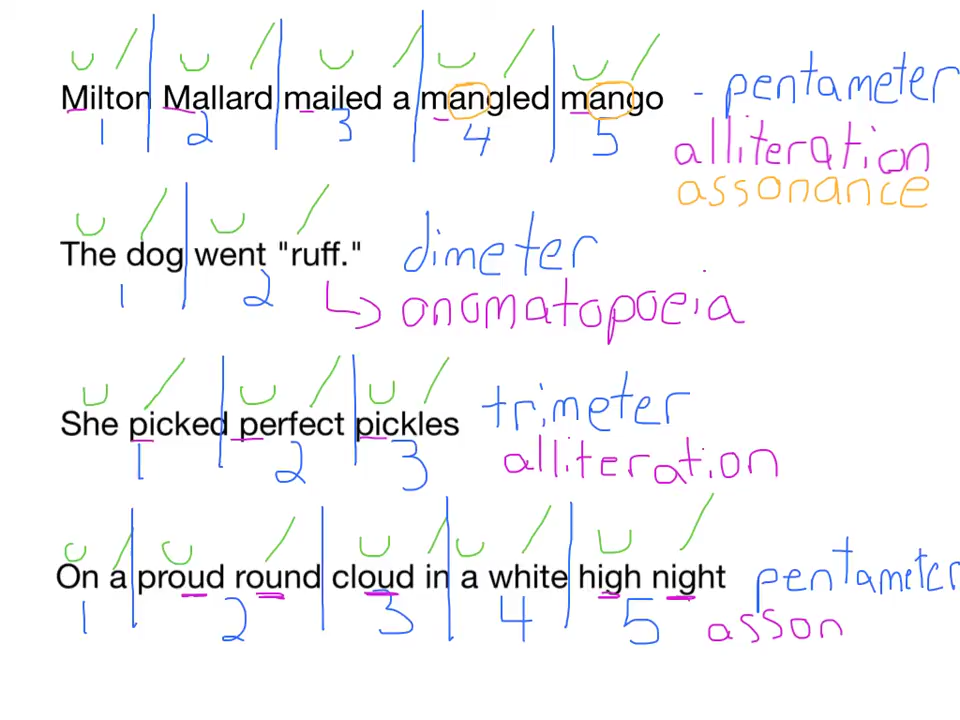 Milton Mallard mailed a mangled mango - pentameter
1 2 3 4 5 alliteration
assonance
The dog went "ruff." dimeter
1 2 onomatopoeia
She picked perfect pickles trimeter
1 2 3 alliteration
On a proud round cloud in a white high night pentameter
1 2 3 4 5 asson